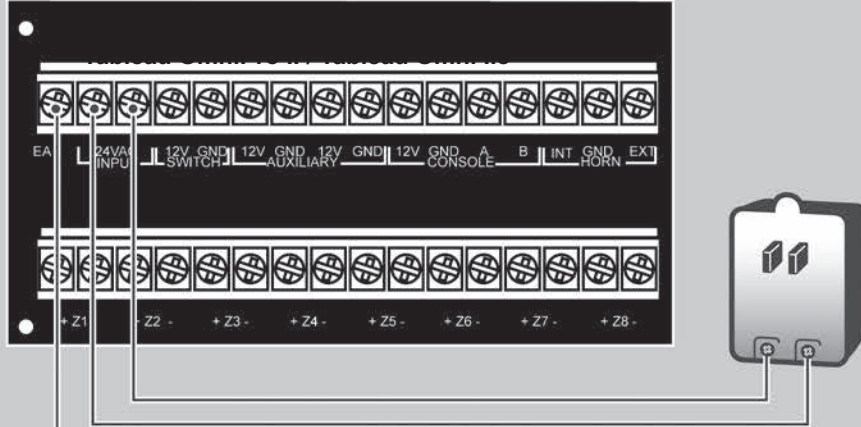 EA 24VAC 12V GND 12V GND 12V GND 12V GND A B INT GND EXT
INPUT SWITCH AUXILIARY CONSOLE HORN
+ Z1 - Z2 - + Z3 - + Z4 - + Z5 - + Z6 - + Z7 - + Z8 -